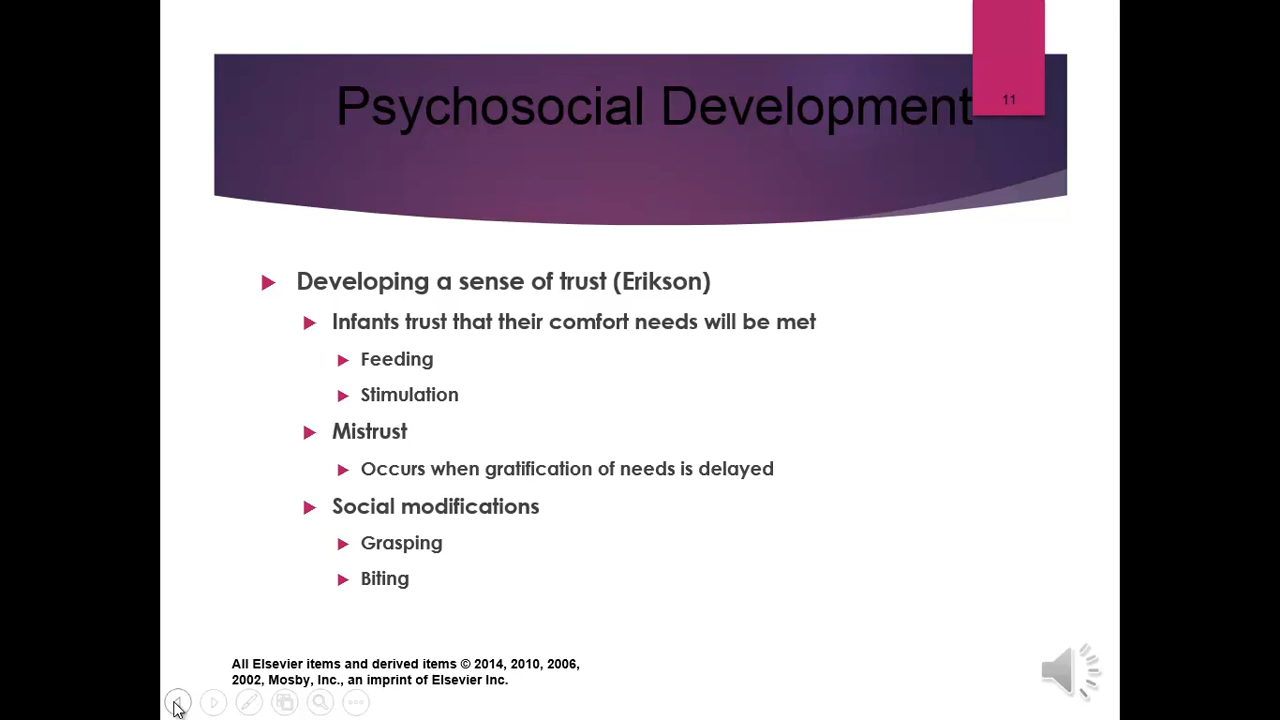 Psychosocial Development
11
Developing a sense of trust (Erikson)
Infants trust that their comfort needs will be met
Feeding
Stimulation
Mistrust
Occurs when gratification of needs is delayed
Social modifications
Grasping
Biting
All Elsevier items and derived items © 2014, 2010, 2006,
2002, Mosby, Inc., an imprint of Elsevier Inc.